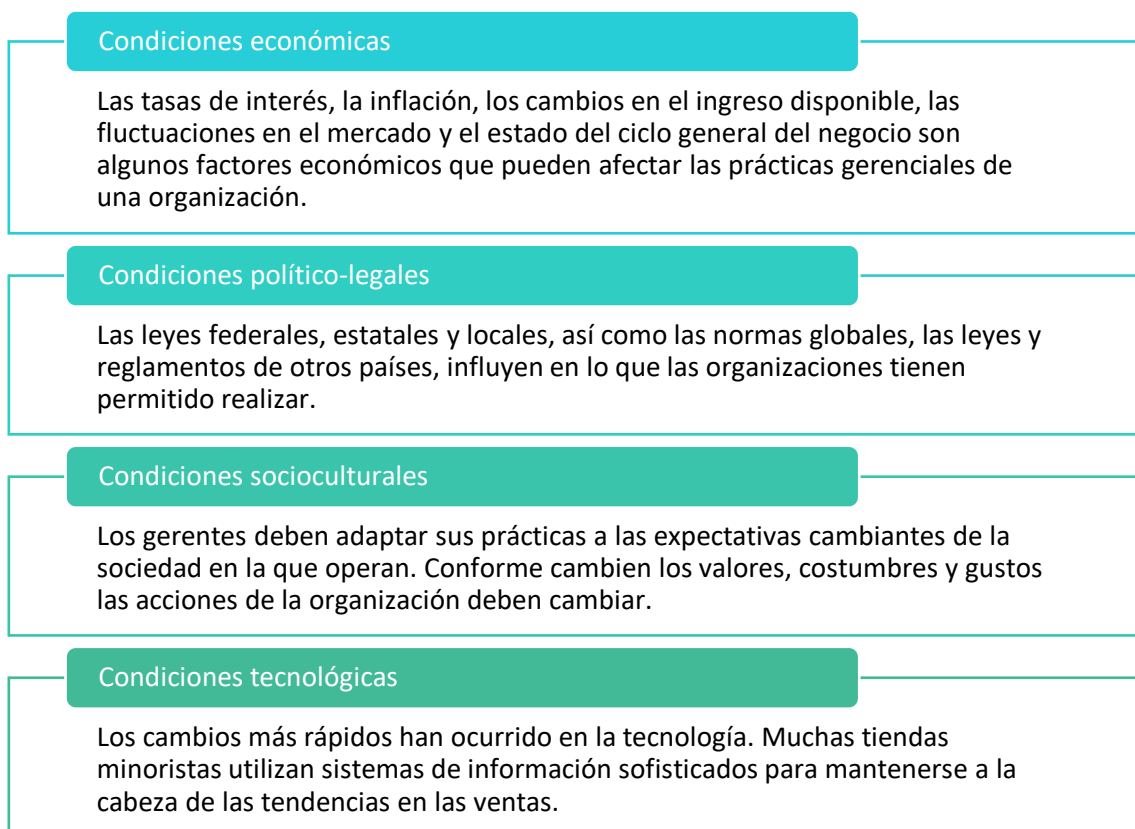 Condiciones económicas
Las tasas de interés, la inflación, los cambios en el ingreso disponible, las
fluctuaciones en el mercado y el estado del ciclo general del negocio son
algunos factores económicos que pueden afectar las prácticas gerenciales de
una organización.
Condiciones político-legales
Las leyes federales, estatales y locales, así como las normas globales, las leyes y
reglamentos de otros países, influyen en lo que las organizaciones tienen
permitido realizar.
Condiciones socioculturales
Los gerentes deben adaptar sus prácticas a las expectativas cambiantes de la
sociedad en la que operan. Conforme cambien los valores, costumbres y gustos
las acciones de la organización deben cambiar.
Condiciones tecnológicas
Los cambios más rápidos han ocurrido en la tecnología. Muchas tiendas
minoristas utilizan sistemas de información sofisticados para mantenerse a la
cabeza de las tendencias en las ventas.